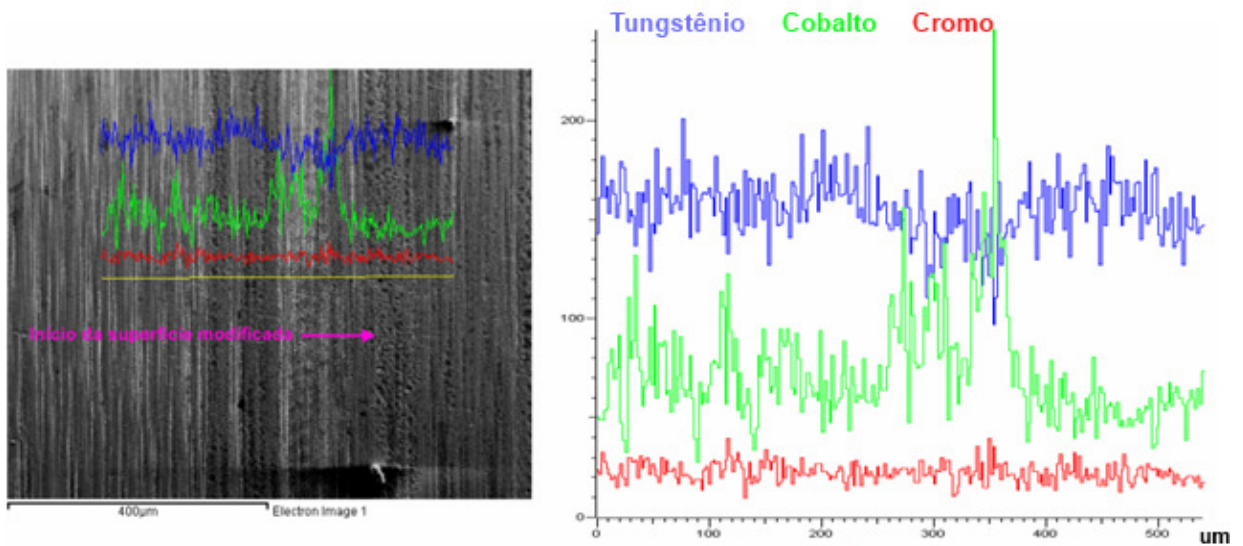 Tungstênio Cobalto Cromo
200
100
0
0 100 200 300 400 500 um
Início da superfície modificada
400µm Electron Image 1